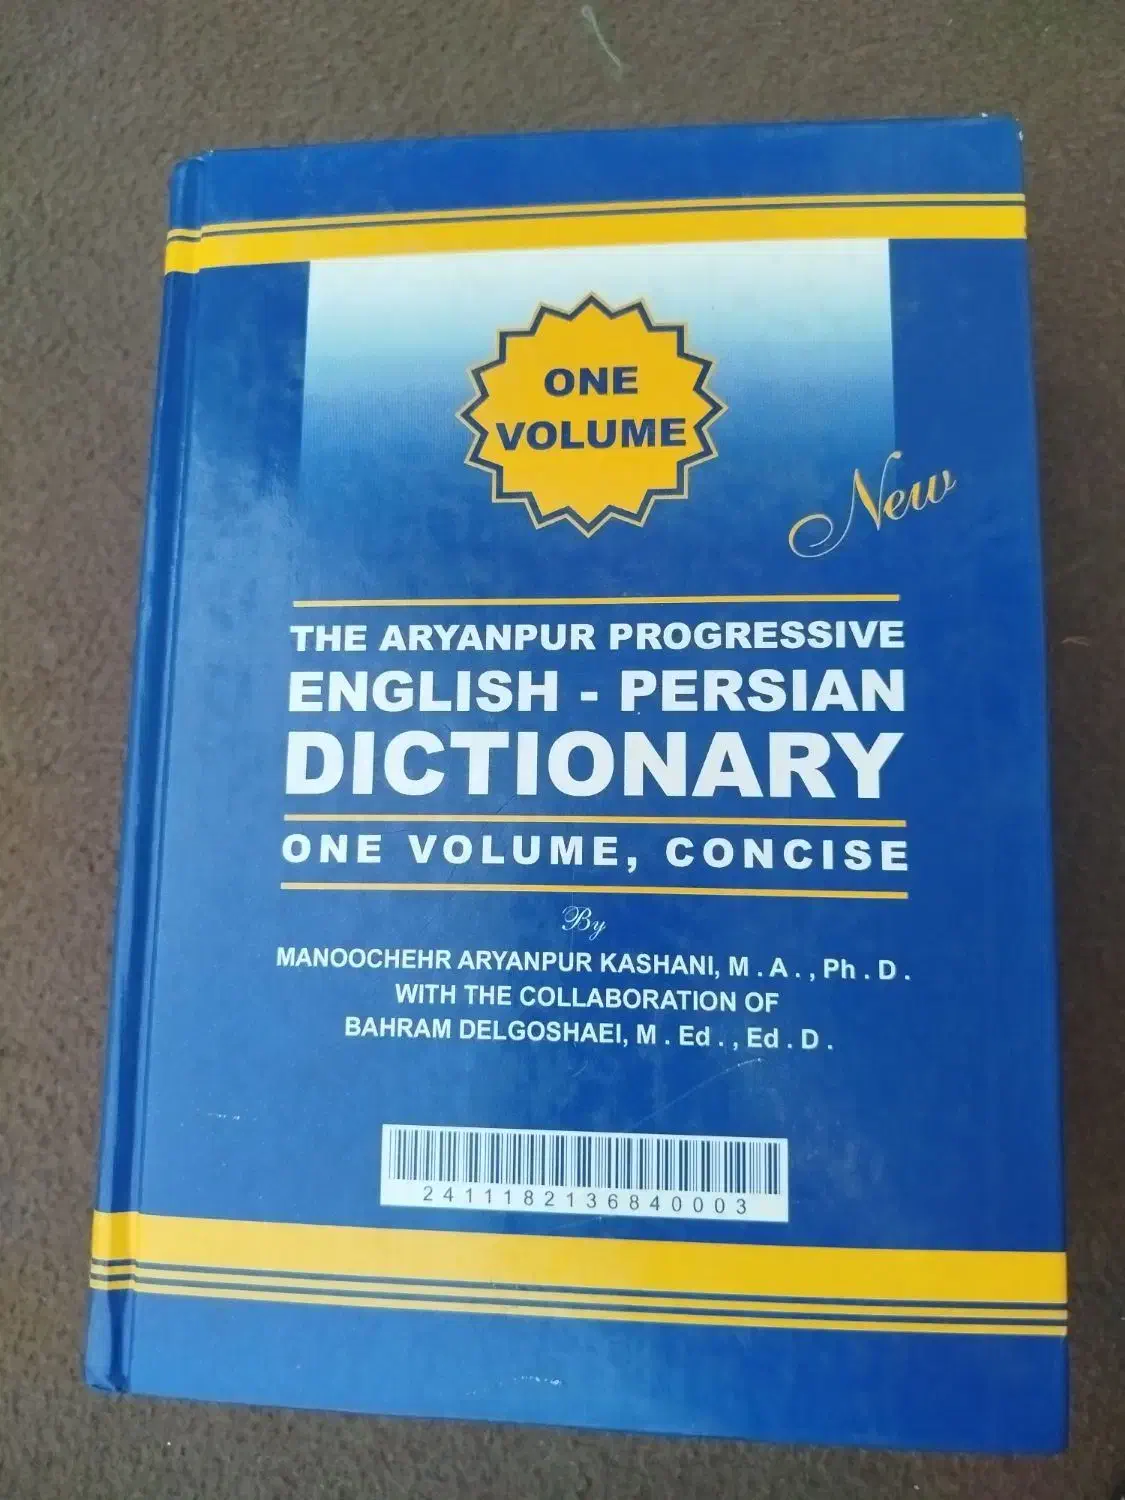 ONE
VOLUME
New
THE ARYANPUR PROGRESSIVE
ENGLISH - PERSIAN
DICTIONARY
ONE VOLUME, CONCISE
By
MANOOCHEHR ARYANPUR KASHANI, M . A . , Ph . D .
WITH THE COLLABORATION OF
BAHRAM DELGOSHAEI, M . Ed . , Ed . D .
2411182136840003